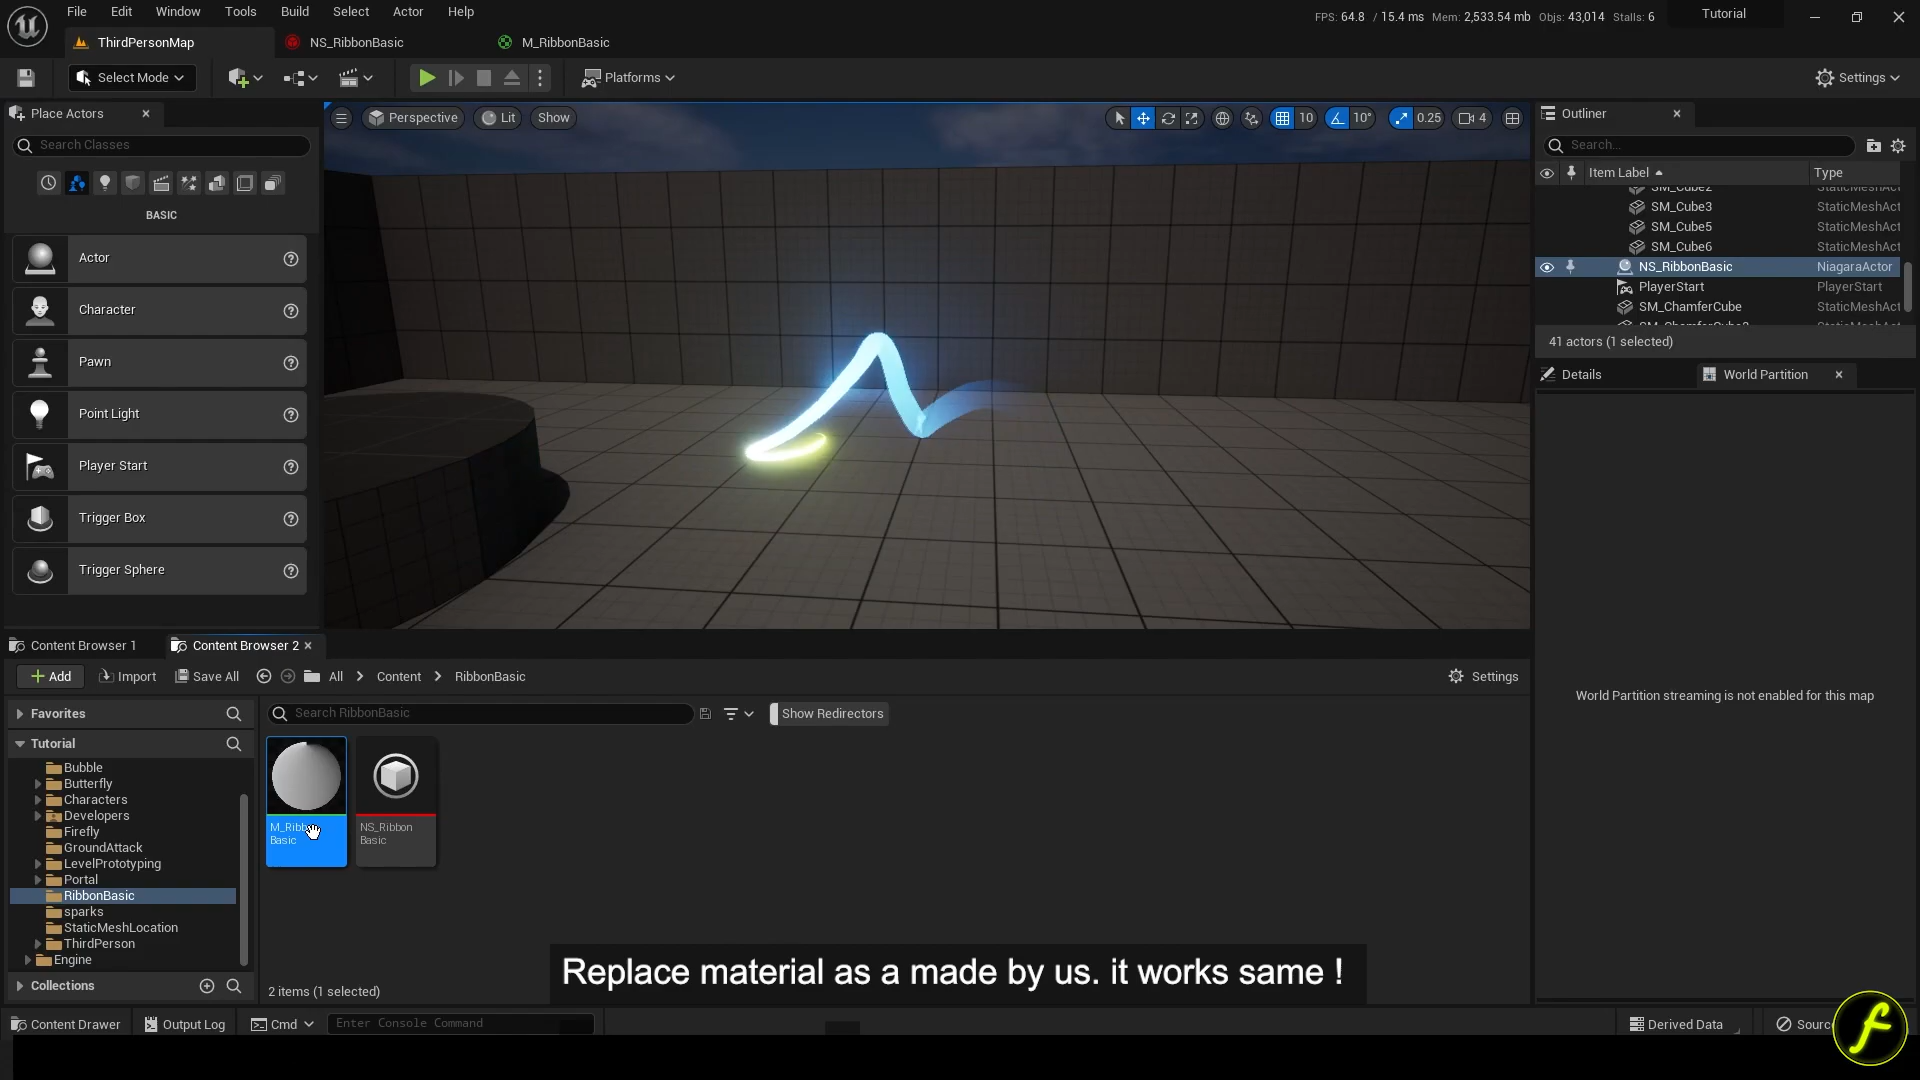 File Edit Window Tools Build Select Actor Help
FPS: 64.8 / 15.4 ms Mem: 2,533.54 mb Objs: 43,014 Stalls: 6
Tutorial
ThirdPersonMap
NS_RibbonBasic
M_RibbonBasic
Select Mode
Platforms
Settings
Place Actors
Search Classes
BASIC
Actor
Character
Pawn
Point Light
Player Start
Trigger Box
Trigger Sphere
Perspective
Lit
Show
10
10°
0.25
4
Outliner
Search...
Item Label
Type
SM_Cube2 StaticMeshAct
SM_Cube3 StaticMeshAct
SM_Cube5 StaticMeshAct
SM_Cube6 StaticMeshAct
NS_RibbonBasic NiagaraActor
PlayerStart PlayerStart
SM_ChamferCube StaticMeshAct
41 actors (1 selected)
Details
World Partition
World Partition streaming is not enabled for this map
Content Browser 1
Content Browser 2
Add
Import
Save All
All
Content
RibbonBasic
Settings
Favorites
Tutorial
Bubble
Butterfly
Characters
Developers
Firefly
GroundAttack
LevelPrototyping
Portal
RibbonBasic
sparks
StaticMeshLocation
ThirdPerson
Engine
Collections
Search RibbonBasic
Show Redirectors
Basic
NS_Ribbon
Basic
2 items (1 selected)
Replace material as a made by us. it works same !
Content Drawer
Output Log
Cmd
Enter Console Command
Derived Data
f